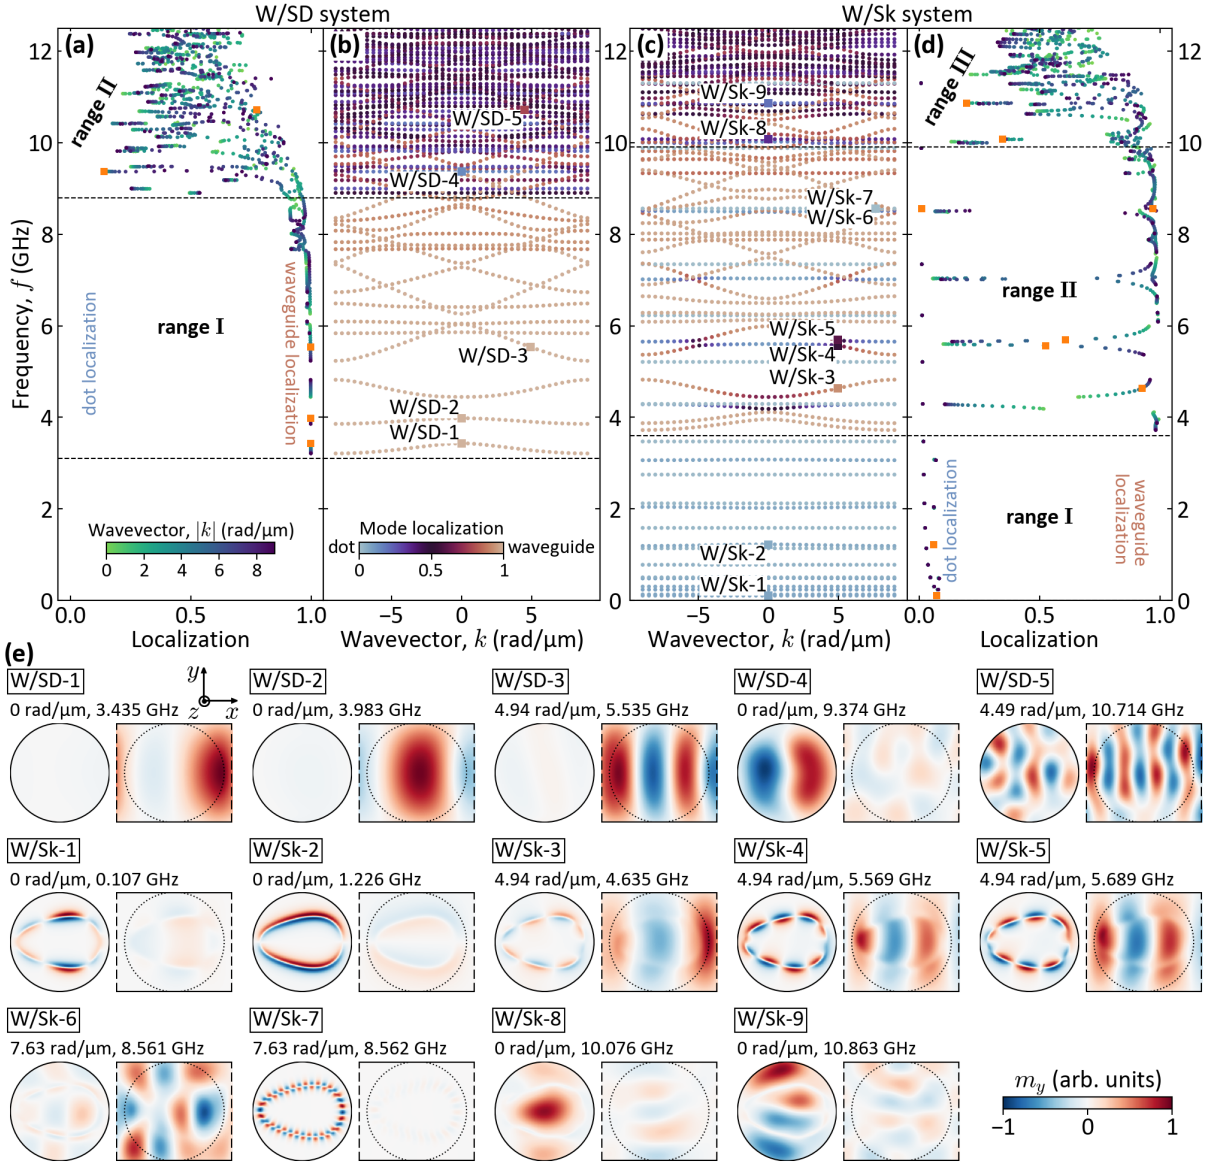 W/SD system
W/Sk system
(a)
(b)
(c)
(d)
Frequency, f (GHz)
12
10
8
6
4
2
0
range II
range I
dot localization
waveguide localization
Wavevector, |k| (rad/μm)
0 2 4 6 8
0.0 0.5 1.0
Localization
W/SD-5
W/SD-4
W/SD-3
W/SD-2
W/SD-1
Mode localization
dot
waveguide
0 0.5 1
−5 0 5
Wavevector, k (rad/μm)
12
10
8
6
4
2
0
W/Sk-9
W/Sk-8
W/Sk-7
W/Sk-6
W/Sk-5
W/Sk-4
W/Sk-3
W/Sk-2
W/Sk-1
−5 0 5
Wavevector, k (rad/μm)
range III
range II
range I
dot localization
waveguide
localization
12
10
8
6
4
2
0
0.0 0.5 1.0
Localization
(e)
y
z x
W/SD-1
0 rad/μm, 3.435 GHz
W/SD-2
0 rad/μm, 3.983 GHz
W/SD-3
4.94 rad/μm, 5.535 GHz
W/SD-4
0 rad/μm, 9.374 GHz
W/SD-5
4.49 rad/μm, 10.714 GHz
W/Sk-1
0 rad/μm, 0.107 GHz
W/Sk-2
0 rad/μm, 1.226 GHz
W/Sk-3
4.94 rad/μm, 4.635 GHz
W/Sk-4
4.94 rad/μm, 5.569 GHz
W/Sk-5
4.94 rad/μm, 5.689 GHz
W/Sk-6
7.63 rad/μm, 8.561 GHz
W/Sk-7
7.63 rad/μm, 8.562 GHz
W/Sk-8
0 rad/μm, 10.076 GHz
W/Sk-9
0 rad/μm, 10.863 GHz
m_y (arb. units)
−1 0 1